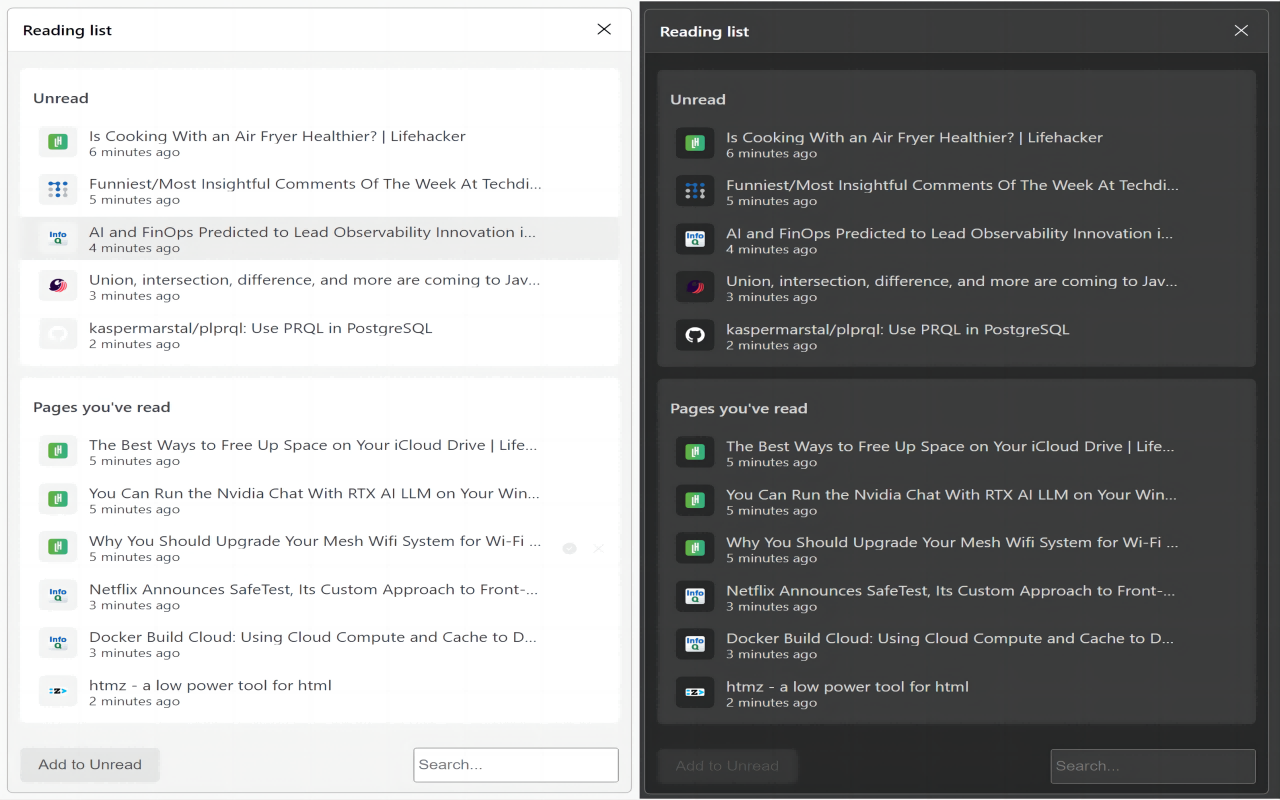 Reading list
Unread
Is Cooking With an Air Fryer Healthier? | Lifehacker
6 minutes ago
Funniest/Most Insightful Comments Of The Week At Techdi...
5 minutes ago
Info
Q
AI and FinOps Predicted to Lead Observability Innovation i...
4 minutes ago
Union, intersection, difference, and more are coming to Jav...
3 minutes ago
kaspermarstal/plprql: Use PRQL in PostgreSQL
2 minutes ago
Pages you've read
The Best Ways to Free Up Space on Your iCloud Drive | Life...
5 minutes ago
You Can Run the Nvidia Chat With RTX AI LLM on Your Win...
5 minutes ago
Why You Should Upgrade Your Mesh Wifi System for Wi-Fi ...
5 minutes ago
Info
Q
Netflix Announces SafeTest, Its Custom Approach to Front-...
3 minutes ago
Info
Q
Docker Build Cloud: Using Cloud Compute and Cache to D...
3 minutes ago
htmz - a low power tool for html
2 minutes ago
Add to Unread
Search...
Reading list
Unread
Is Cooking With an Air Fryer Healthier? | Lifehacker
6 minutes ago
Funniest/Most Insightful Comments Of The Week At Techdi...
5 minutes ago
Info
Q
AI and FinOps Predicted to Lead Observability Innovation i...
4 minutes ago
Union, intersection, difference, and more are coming to Jav...
3 minutes ago
kaspermarstal/plprql: Use PRQL in PostgreSQL
2 minutes ago
Pages you've read
The Best Ways to Free Up Space on Your iCloud Drive | Life...
5 minutes ago
You Can Run the Nvidia Chat With RTX AI LLM on Your Win...
5 minutes ago
Why You Should Upgrade Your Mesh Wifi System for Wi-Fi ...
5 minutes ago
Info
Q
Netflix Announces SafeTest, Its Custom Approach to Front-...
3 minutes ago
Info
Q
Docker Build Cloud: Using Cloud Compute and Cache to D...
3 minutes ago
htmz - a low power tool for html
2 minutes ago
Add to Unread
Search...